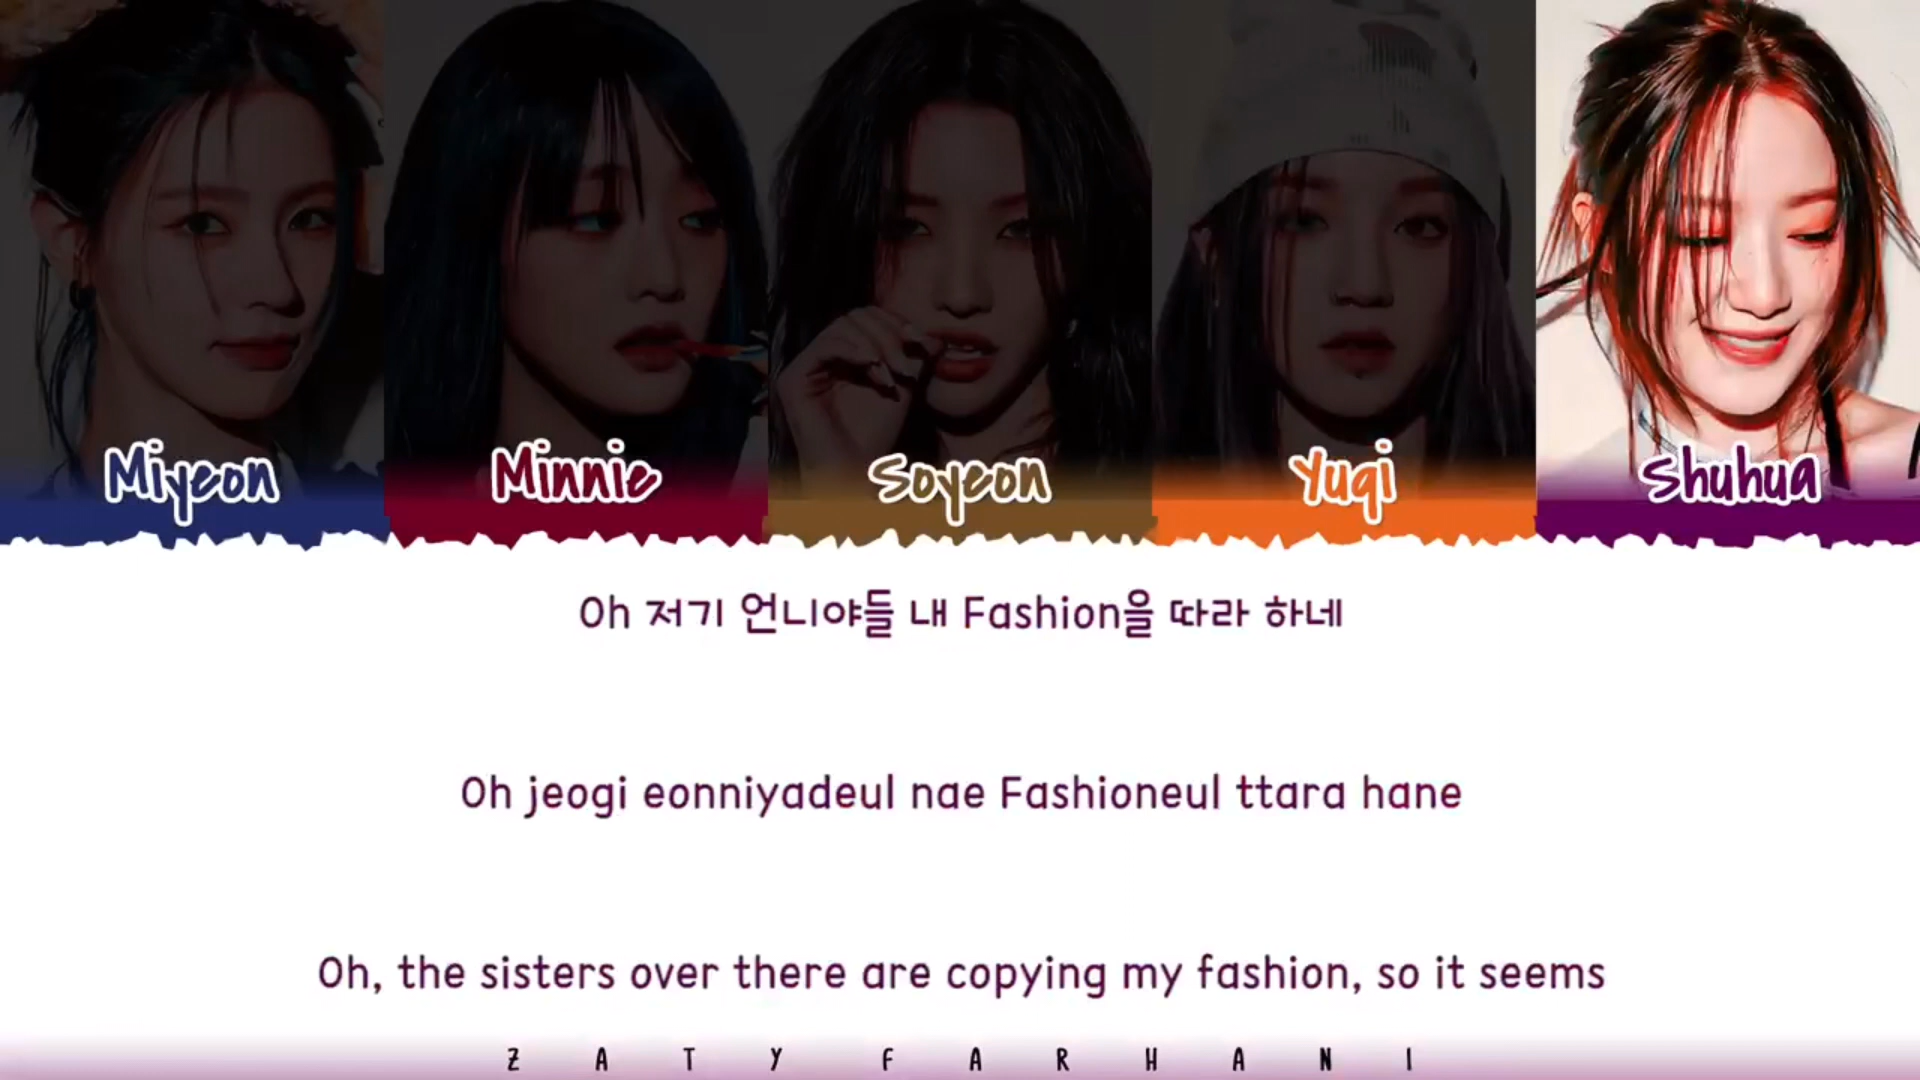 Miyeon Minnie Soyeon Yuqi Shuhua
Oh 저기 언니야들 내 Fashion을 따라 하네
Oh jeogi eonniyadeul nae Fashioneul ttara hane
Oh, the sisters over there are copying my fashion, so it seems
ZATY FARHANI